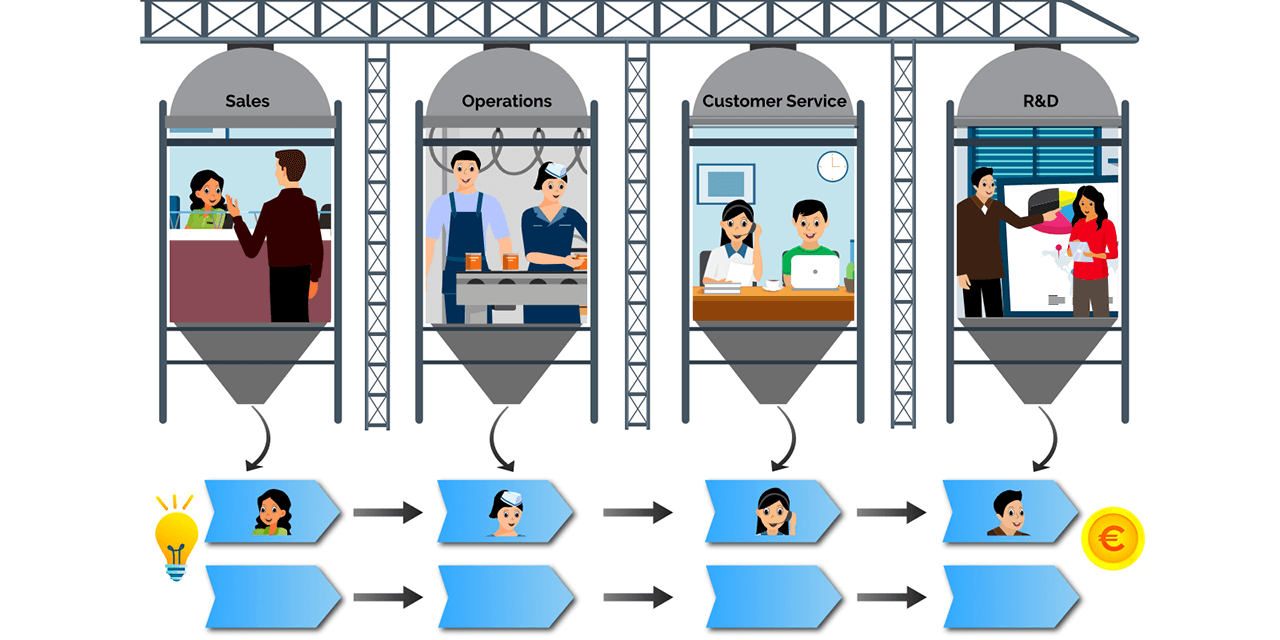 Sales
Operations
Customer Service
R&D
€